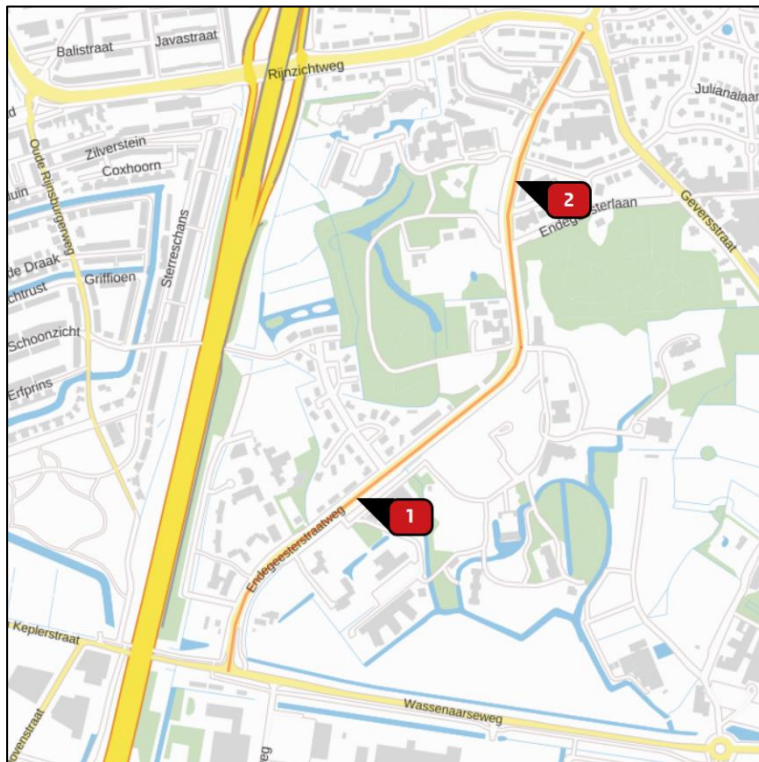 Javastraat
Balistraat
Rijnzichtweg
Julianalaan
Zilverstein
Coxhoorn
Oude Rijnsburgerweg
Sterreschans
2
Endegeesterlaan
Geversstraat
de Draak
Griffioen
Schoonzicht
Erfprins
1
Endegeesterstraatweg
Keplerstraat
Wassenaarseweg